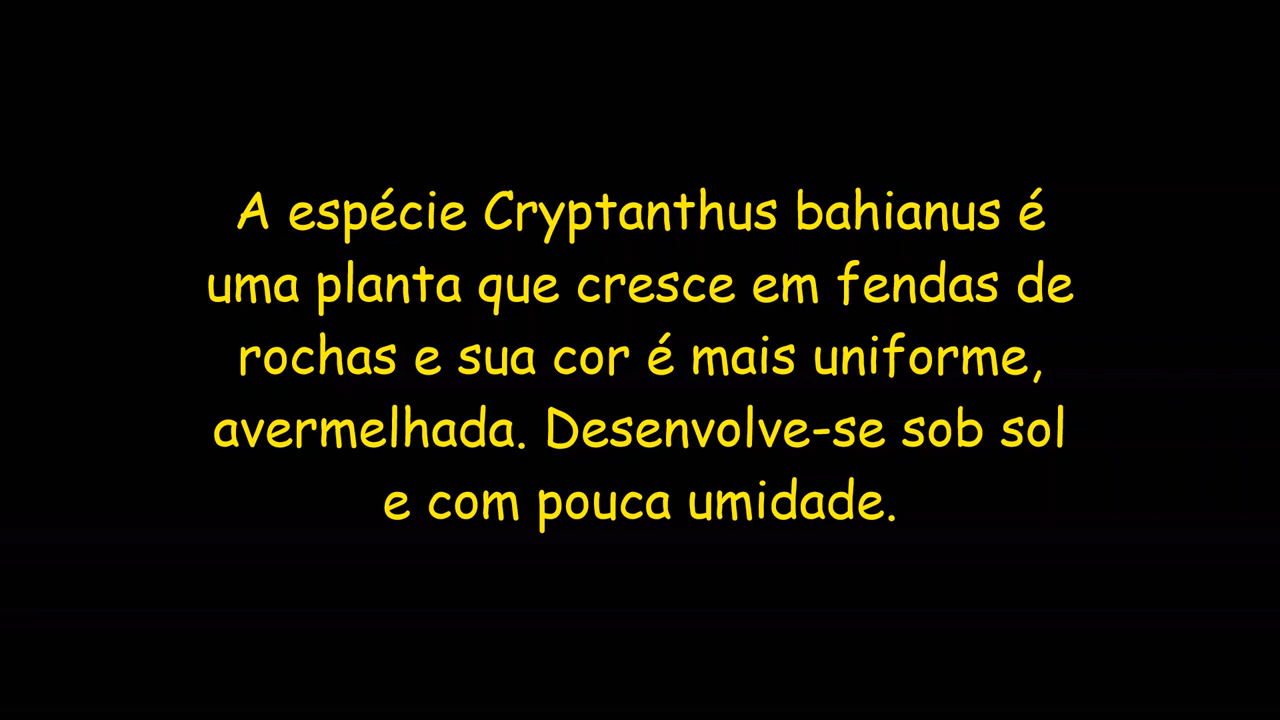 A espécie Cryptanthus bahianus é
uma planta que cresce em fendas de
rochas e sua cor é mais uniforme,
avermelhada. Desenvolve-se sob sol
e com pouca umidade.